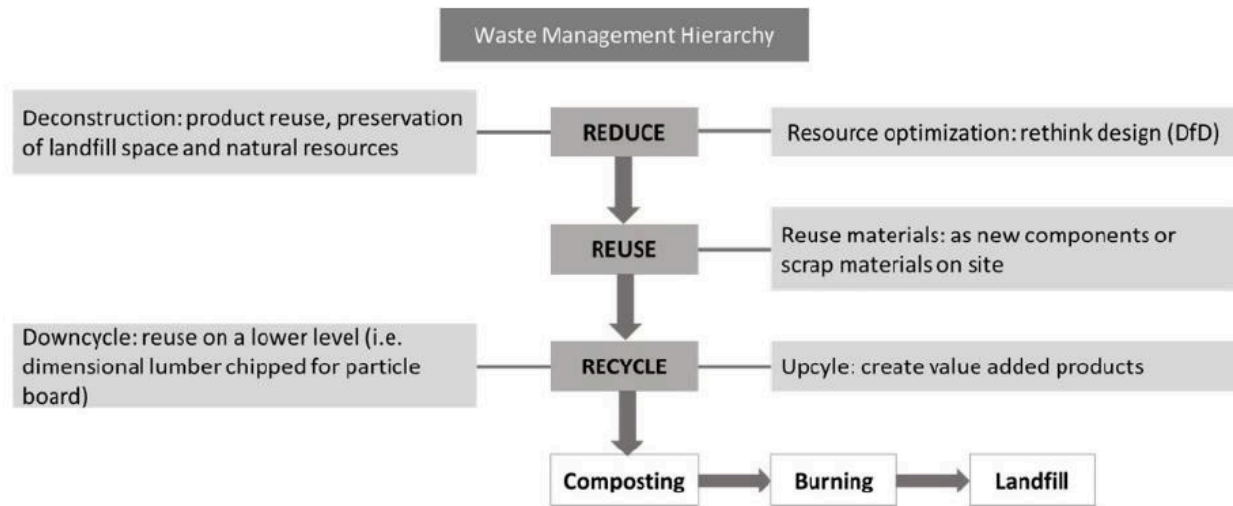 Waste Management Hierarchy
Deconstruction: product reuse, preservation
of landfill space and natural resources
REDUCE
Resource optimization: rethink design (DfD)
REUSE
Reuse materials: as new components or
scrap materials on site
Downcycle: reuse on a lower level (i.e.
dimensional lumber chipped for particle
board)
RECYCLE
Upcyle: create value added products
Composting
Burning
Landfill